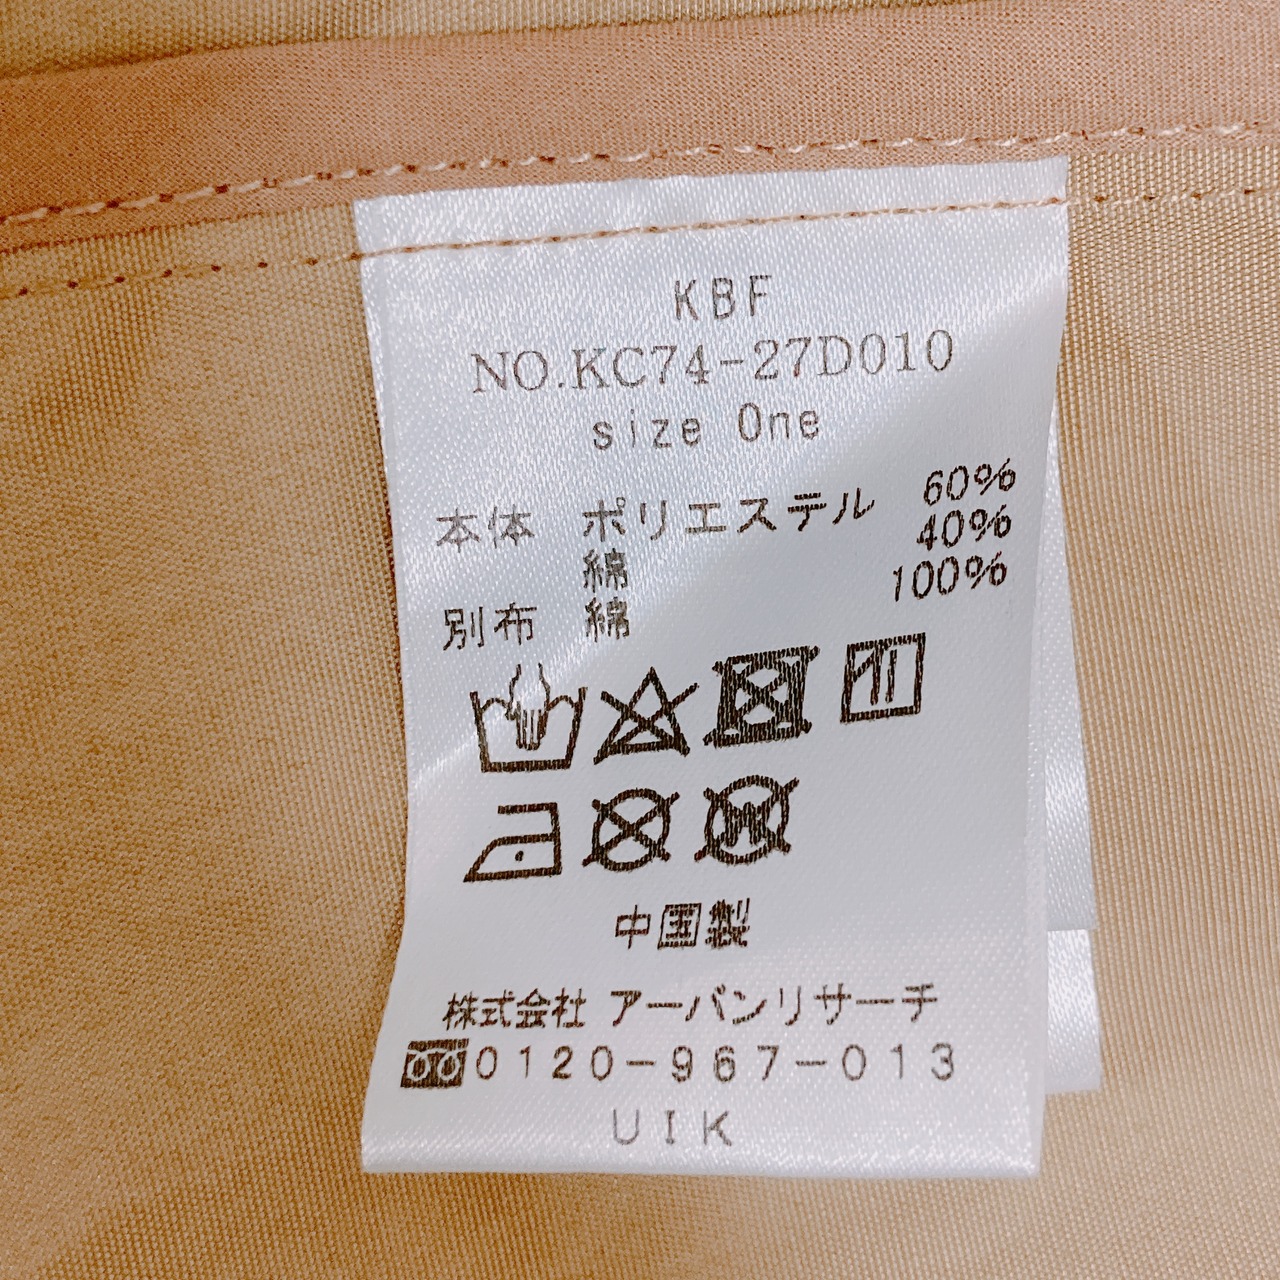 KBF
NO.KC74-27D010
size One
本体 ポリエステル 60%
綿 40%
別布 綿 100%
中国製
株式会社 アーバンリサーチ
0120-967-013
UIK